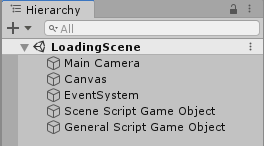 Hierarchy
All
LoadingScene
Main Camera
Canvas
EventSystem
Scene Script Game Object
General Script Game Object